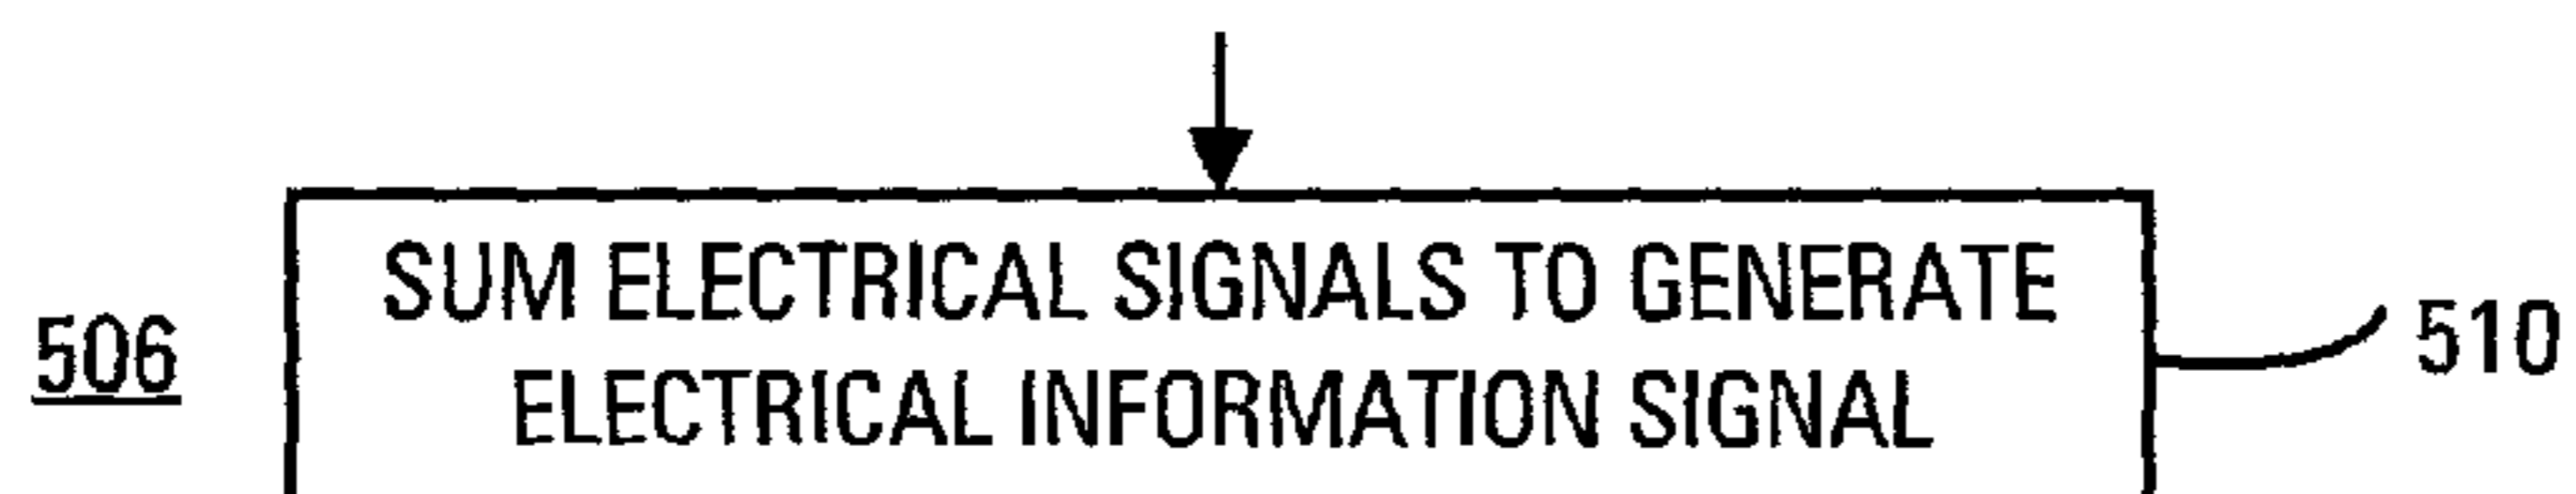 SUM ELECTRICAL SIGNALS TO GENERATE
ELECTRICAL INFORMATION SIGNAL
506
510